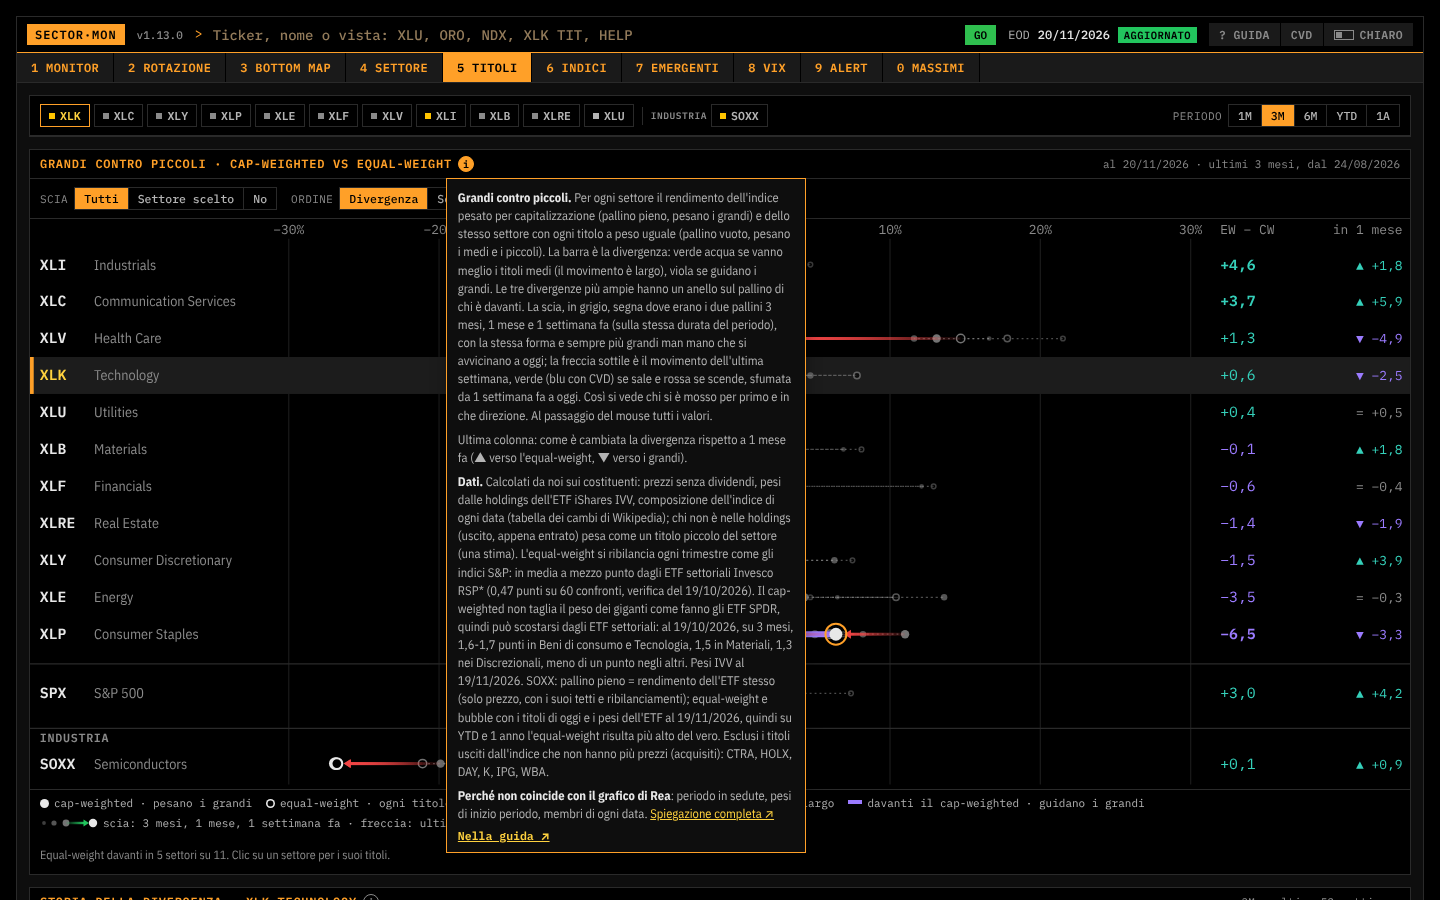 SECTOR·MON v1.13.0 > Ticker, nome o vista: XLU, ORO, NDX, XLK TIT, HELP GO EOD 20/11/2026 AGGIORNATO ? GUIDA CVD CHIARO
1 MONITOR 2 ROTAZIONE 3 BOTTOM MAP 4 SETTORE 5 TITOLI 6 INDICI 7 EMERGENTI 8 VIX 9 ALERT 0 MASSIMI
XLK XLC XLY XLP XLE XLF XLV XLI XLB XLRE XLU INDUSTRIA SOXX PERIODO 1M 3M 6M YTD 1A
GRANDI CONTRO PICCOLI · CAP-WEIGHTED VS EQUAL-WEIGHT i al 20/11/2026 · ultimi 3 mesi, dal 24/08/2026
SCIA Tutti Settore scelto No ORDINE Divergenza
−30% −20 10% 20% 30% EW − CW in 1 mese
XLI Industrials +4,6 ▲ +1,8
XLC Communication Services +3,7 ▲ +5,9
XLV Health Care +1,3 ▼ −4,9
XLK Technology +0,6 ▼ −2,5
XLU Utilities +0,4 = +0,5
XLB Materials −0,1 ▲ +1,8
XLF Financials −0,6 = −0,4
XLRE Real Estate −1,4 ▼ −1,9
XLY Consumer Discretionary −1,5 ▲ +3,9
XLE Energy −3,5 = −0,3
XLP Consumer Staples −6,5 ▼ −3,3
SPX S&P 500 +3,0 ▲ +4,2
INDUSTRIA
SOXX Semiconductors +0,1 ▲ +0,9
Grandi contro piccoli. Per ogni settore il rendimento dell'indice
pesato per capitalizzazione (pallino pieno, pesano i grandi) e dello
stesso settore con ogni titolo a peso uguale (pallino vuoto, pesano
i medi e i piccoli). La barra è la divergenza: verde acqua se vanno
meglio i titoli medi (il movimento è largo), viola se guidano i
grandi. Le tre divergenze più ampie hanno un anello sul pallino di
chi è davanti. La scia, in grigio, segna dove erano i due pallini 3
mesi, 1 mese e 1 settimana fa (sulla stessa durata del periodo),
con la stessa forma e sempre più grandi man mano che si
avvicinano a oggi; la freccia sottile è il movimento dell'ultima
settimana, verde (blu con CVD) se sale e rossa se scende, sfumata
da 1 settimana fa a oggi. Così si vede chi si è mosso per primo e in
che direzione. Al passaggio del mouse tutti i valori.
Ultima colonna: come è cambiata la divergenza rispetto a 1 mese
fa (▲ verso l'equal-weight, ▼ verso i grandi).
Dati. Calcolati da noi sui costituenti: prezzi senza dividendi, pesi
dalle holdings dell'ETF iShares IVV, composizione dell'indice di
ogni data (tabella dei cambi di Wikipedia); chi non è nelle holdings
(uscito, appena entrato) pesa come un titolo piccolo del settore
(una stima). L'equal-weight si ribilancia ogni trimestre come gli
indici S&P: in media a mezzo punto dagli ETF settoriali Invesco
RSP* (0,47 punti su 60 confronti, verifica del 19/10/2026). Il cap-
weighted non taglia il peso dei giganti come fanno gli ETF SPDR,
quindi può scostarsi dagli ETF settoriali: al 19/10/2026, su 3 mesi,
1,6-1,7 punti in Beni di consumo e Tecnologia, 1,5 in Materiali, 1,3
nei Discrezionali, meno di un punto negli altri. Pesi IVV al
19/11/2026. SOXX: pallino pieno = rendimento dell'ETF stesso
(solo prezzo, con i suoi tetti e ribilanciamenti); equal-weight e
bubble con i titoli di oggi e i pesi dell'ETF al 19/11/2026, quindi su
YTD e 1 anno l'equal-weight risulta più alto del vero. Esclusi i titoli
usciti dall'indice che non hanno più prezzi (acquisiti): CTRA, HOLX,
DAY, K, IPG, WBA.
Perché non coincide con il grafico di Rea: periodo in sedute, pesi
di inizio periodo, membri di ogni data. Spiegazione completa ↗
Nella guida ↗
cap-weighted · pesano i grandi equal-weight · ogni titol argo davanti il cap-weighted · guidano i grandi
scia: 3 mesi, 1 mese, 1 settimana fa · freccia: ulti
Equal-weight davanti in 5 settori su 11. Clic su un settore per i suoi titoli.